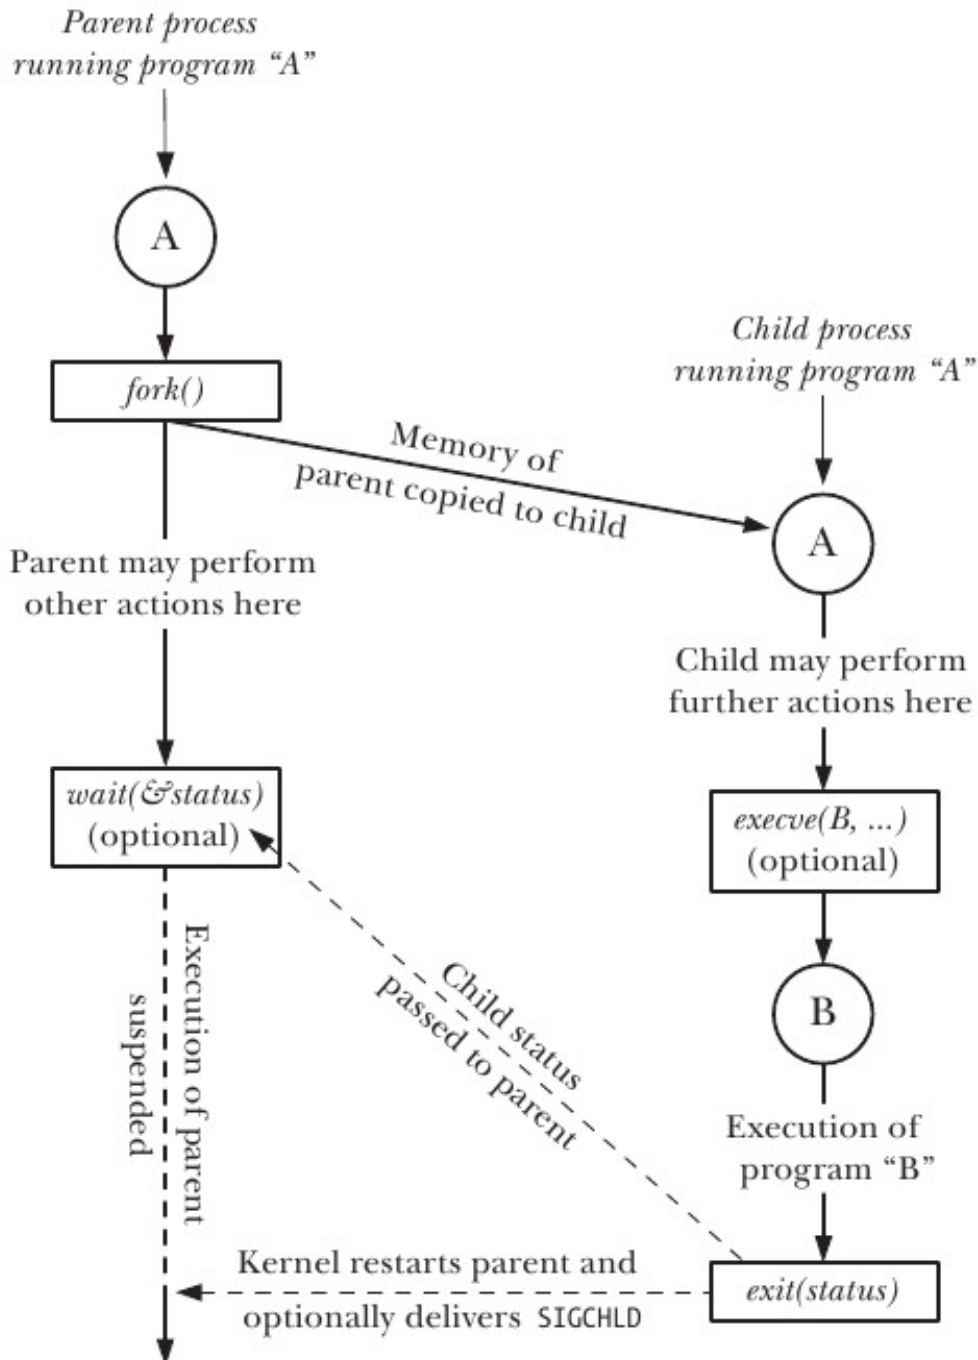 Parent process
running program “A”
A
fork()
Memory of
parent copied to child
Child process
running program “A”
A
Parent may perform
other actions here
Child may perform
further actions here
wait(&status)
(optional)
execve(B, ...)
(optional)
B
Execution of parent
suspended
Child status
passed to parent
Execution of
program “B”
Kernel restarts parent and
optionally delivers SIGCHLD
exit(status)